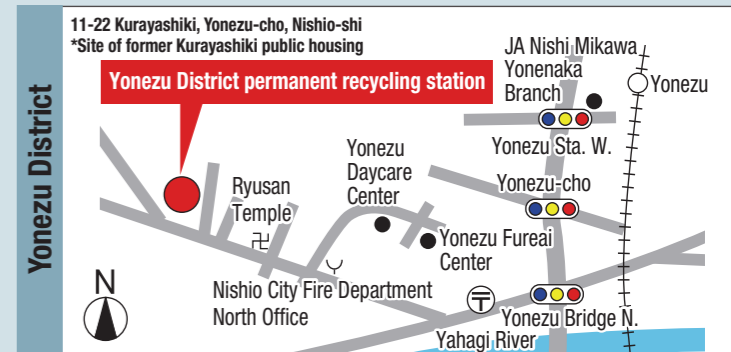 11-22 Kurayashiki, Yonezu-cho, Nishio-shi
*Site of former Kurayashiki public housing
Yonezu District
Yonezu District permanent recycling station
JA Nishi Mikawa
Yonenaka
Branch
Yonezu
Yonezu Sta. W.
Yonezu
Daycare
Center
Yonezu-cho
Ryusan
Temple
卍
Yonezu Fureai
Center
Nishio City Fire Department
North Office
〒
Yonezu Bridge N.
Yahagi River
N